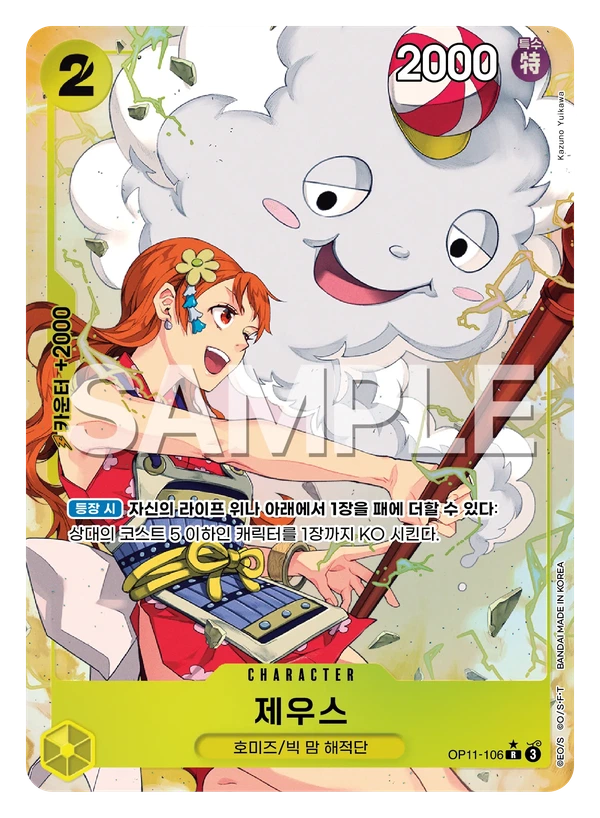 2
2000
특수
特
Kazuno Yuikawa
카운터 +2000
SAMPLE
등장 시 자신의 라이프 위나 아래에서 1장을 패에 더할 수 있다:
상대의 코스트 5 이하인 캐릭터를 1장까지 KO 시킨다.
CHARACTER
제우스
호미즈/빅 맘 해적단
OP11-106 R 3
©EO/S ©O/S·F·T BANDAI MADE IN KOREA